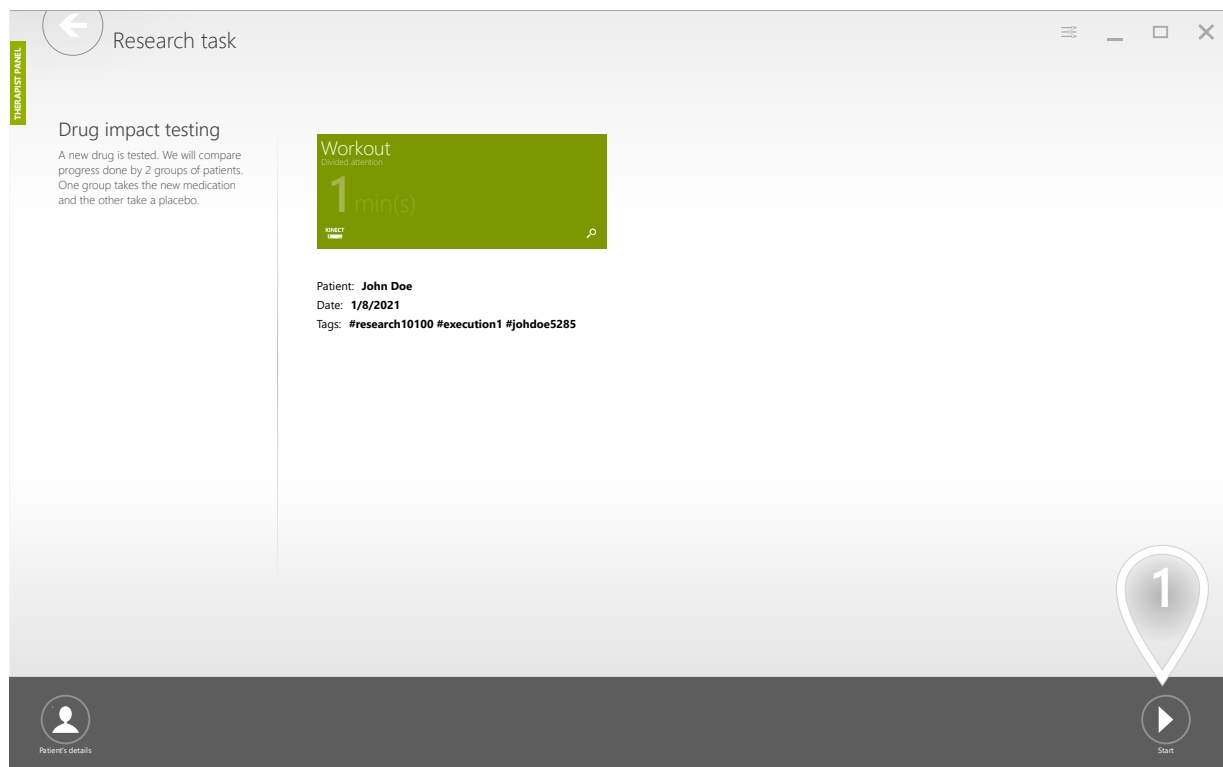 Research task
THERAPIST PANEL
Drug impact testing
A new drug is tested. We will compare
progress done by 2 groups of patients.
One group takes the new medication
and the other take a placebo.
Workout
Divided attention
1 min(s)
KINECT
Patient: John Doe
Date: 1/8/2021
Tags: #research10100 #execution1 #johdoe5285
1
Patient's details
Start